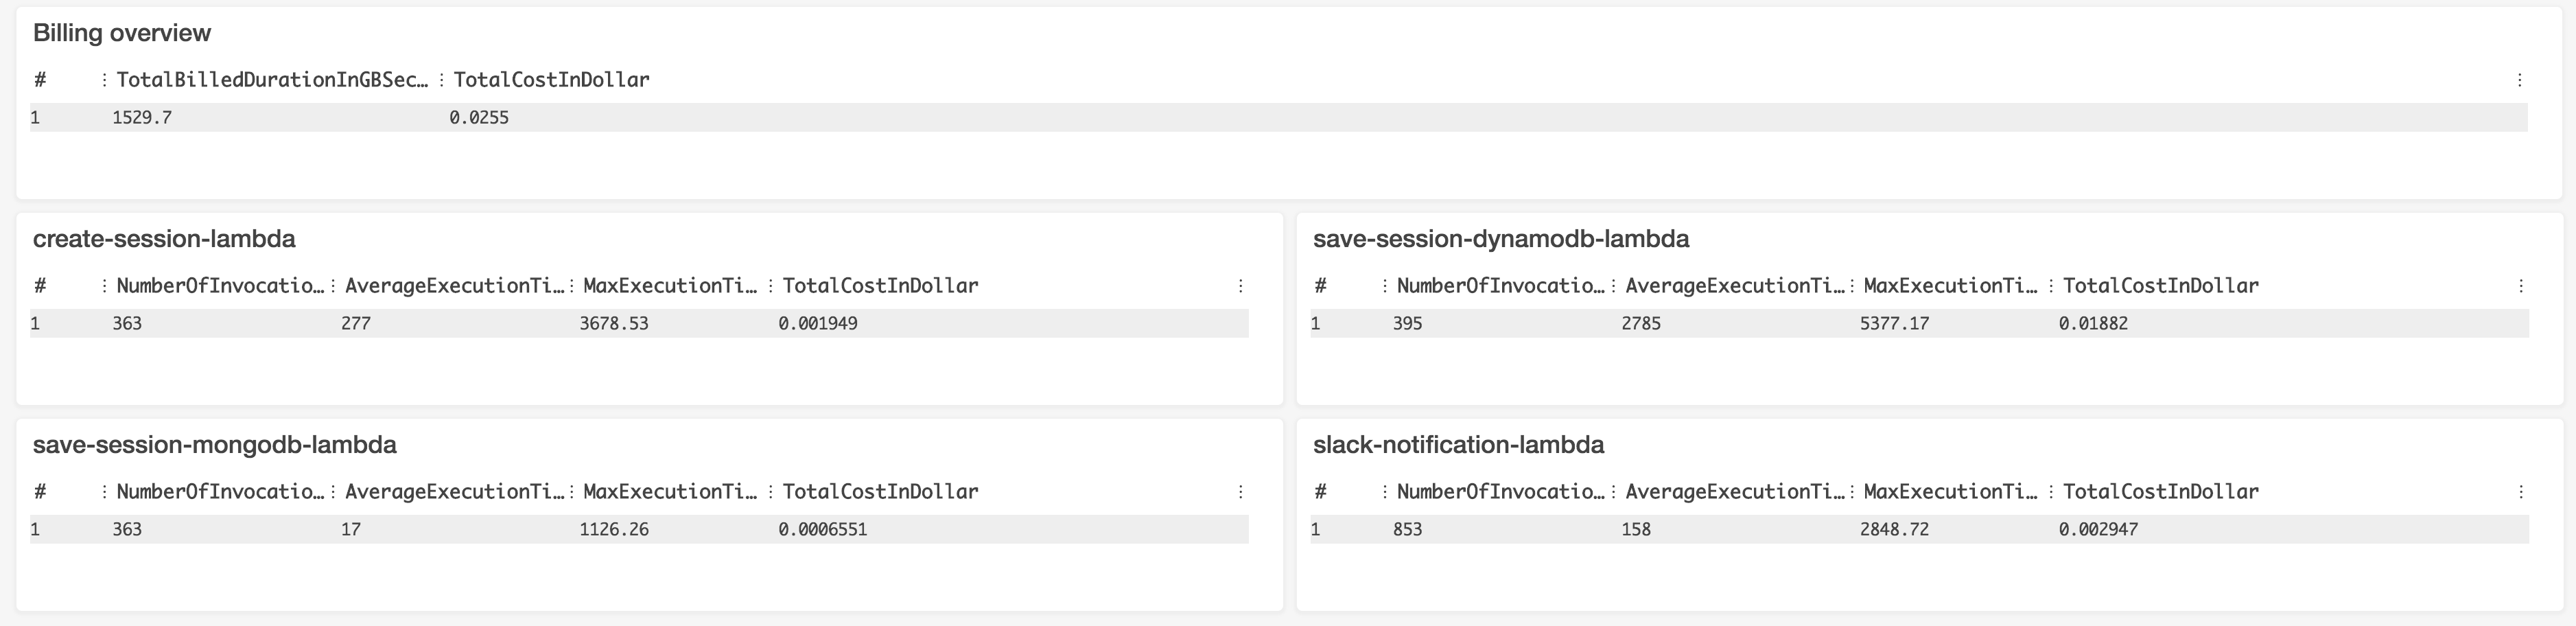 Billing overview
# ⋮ TotalBilledDurationInGBSec… ⋮ TotalCostInDollar ⋮
1 1529.7 0.0255
create-session-lambda
# ⋮ NumberOfInvocatio… ⋮ AverageExecutionTi… ⋮ MaxExecutionTi… ⋮ TotalCostInDollar ⋮
1 363 277 3678.53 0.001949
save-session-dynamodb-lambda
# ⋮ NumberOfInvocatio… ⋮ AverageExecutionTi… ⋮ MaxExecutionTi… ⋮ TotalCostInDollar ⋮
1 395 2785 5377.17 0.01882
save-session-mongodb-lambda
# ⋮ NumberOfInvocatio… ⋮ AverageExecutionTi… ⋮ MaxExecutionTi… ⋮ TotalCostInDollar ⋮
1 363 17 1126.26 0.0006551
slack-notification-lambda
# ⋮ NumberOfInvocatio… ⋮ AverageExecutionTi… ⋮ MaxExecutionTi… ⋮ TotalCostInDollar ⋮
1 853 158 2848.72 0.002947